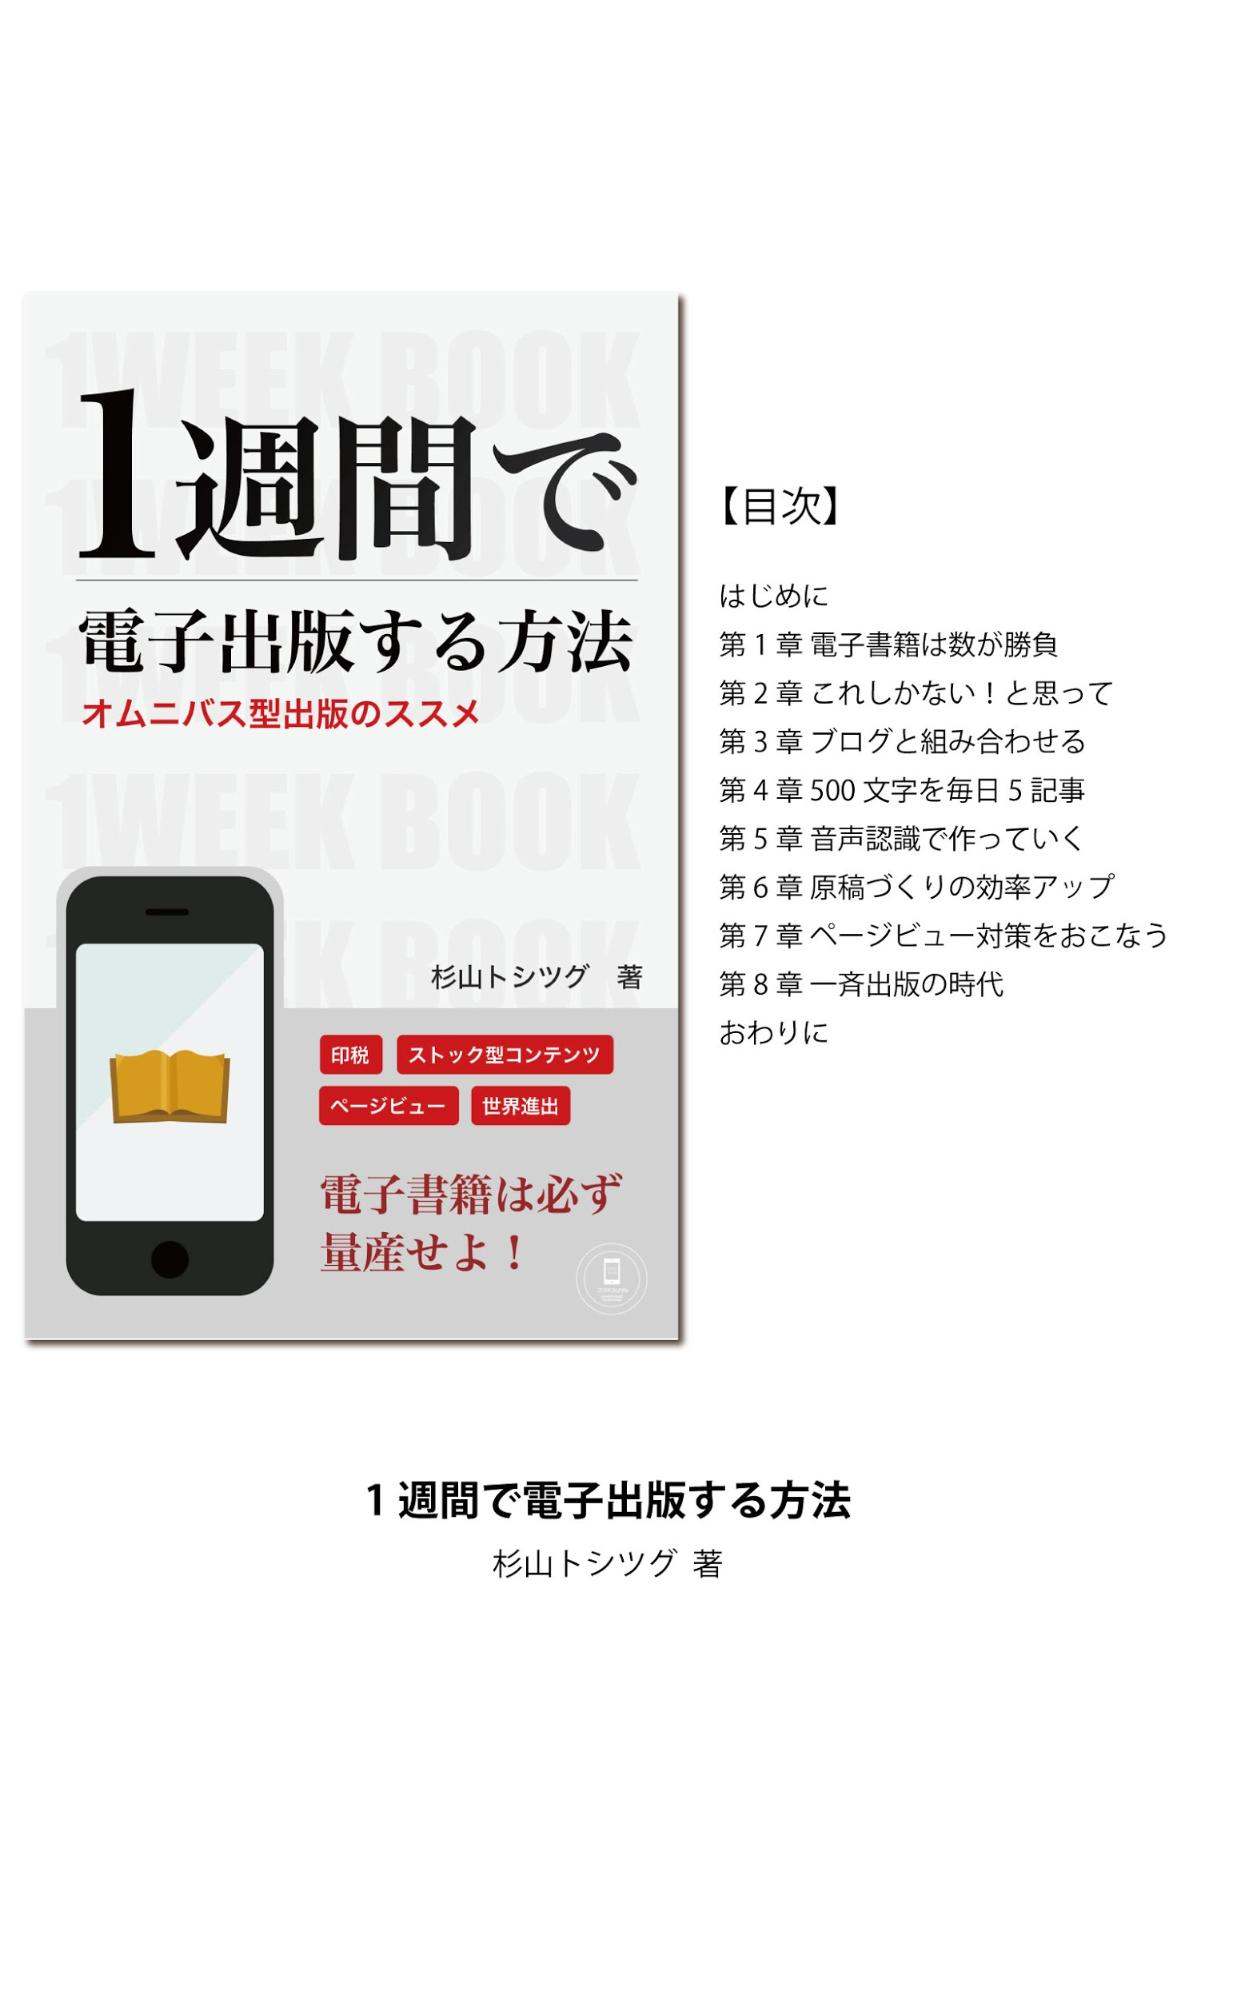 1WEEK BOOK
1WEEK BOOK
1WEEK BOOK
1WEEK BOOK
1週間で
電子出版する方法
オムニバス型出版のススメ
杉山トシツグ 著
印税
ストック型コンテンツ
ページビュー
世界進出
電子書籍は必ず
量産せよ！
【目次】
はじめに
第1章 電子書籍は数が勝負
第2章 これしかない！と思って
第3章 ブログと組み合わせる
第4章 500文字を毎日5記事
第5章 音声認識で作っていく
第6章 原稿づくりの効率アップ
第7章 ページビュー対策をおこなう
第8章 一斉出版の時代
おわりに
1週間で電子出版する方法
杉山トシツグ 著